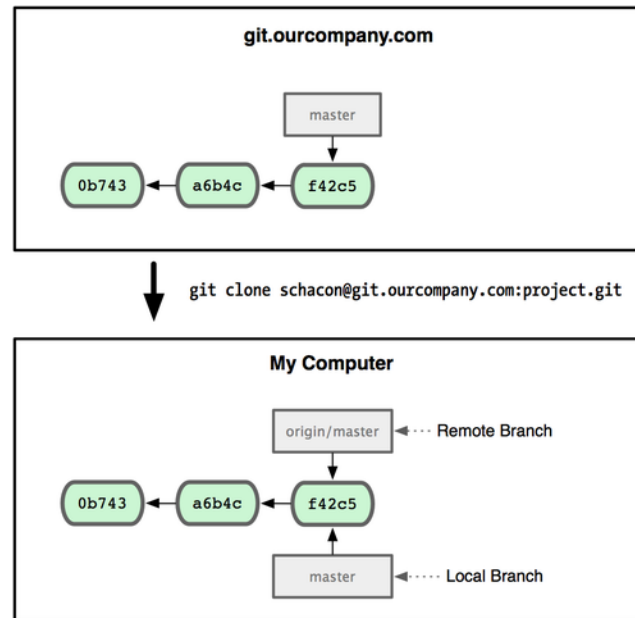 git.ourcompany.com
master
0b743 a6b4c f42c5
git clone schacon@git.ourcompany.com:project.git
My Computer
origin/master Remote Branch
0b743 a6b4c f42c5
master Local Branch